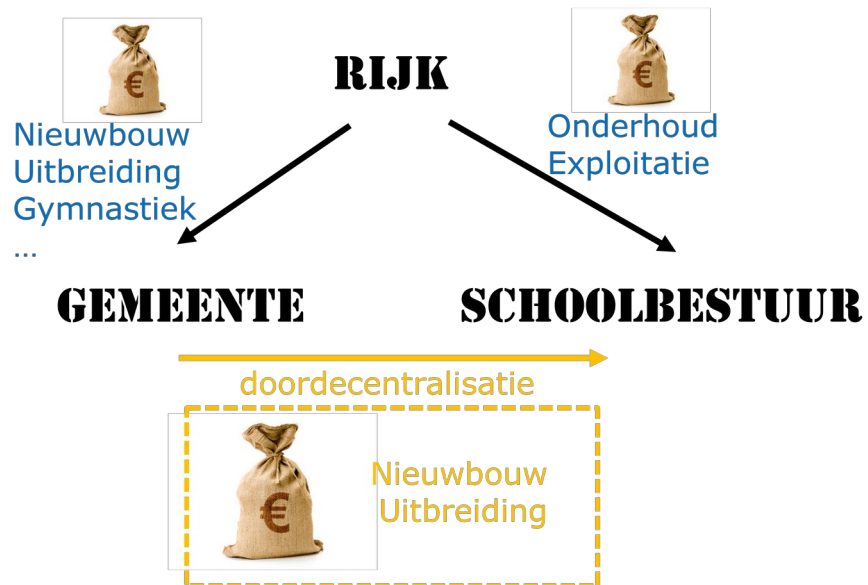 RIJK
Nieuwbouw
Uitbreiding
Gymnastiek
...
Onderhoud
Exploitatie
GEMEENTE
SCHOOLBESTUUR
doordecentralisatie
€
€
€
Nieuwbouw
Uitbreiding